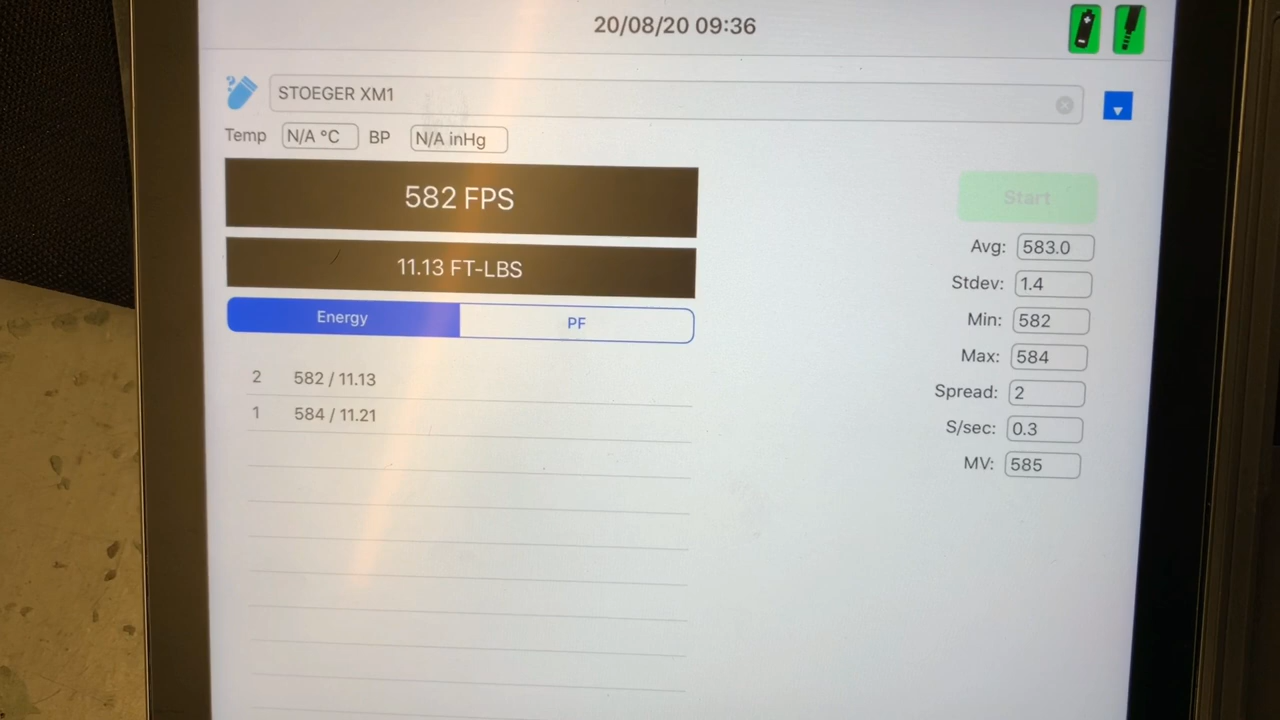 20/08/20 09:36
STOEGER XM1
Temp N/A °C BP N/A inHg
582 FPS
Start
11.13 FT-LBS
Avg: 583.0
Stdev: 1.4
Energy PF
Min: 582
Max: 584
2 582 / 11.13
Spread: 2
1 584 / 11.21
S/sec: 0.3
MV: 585